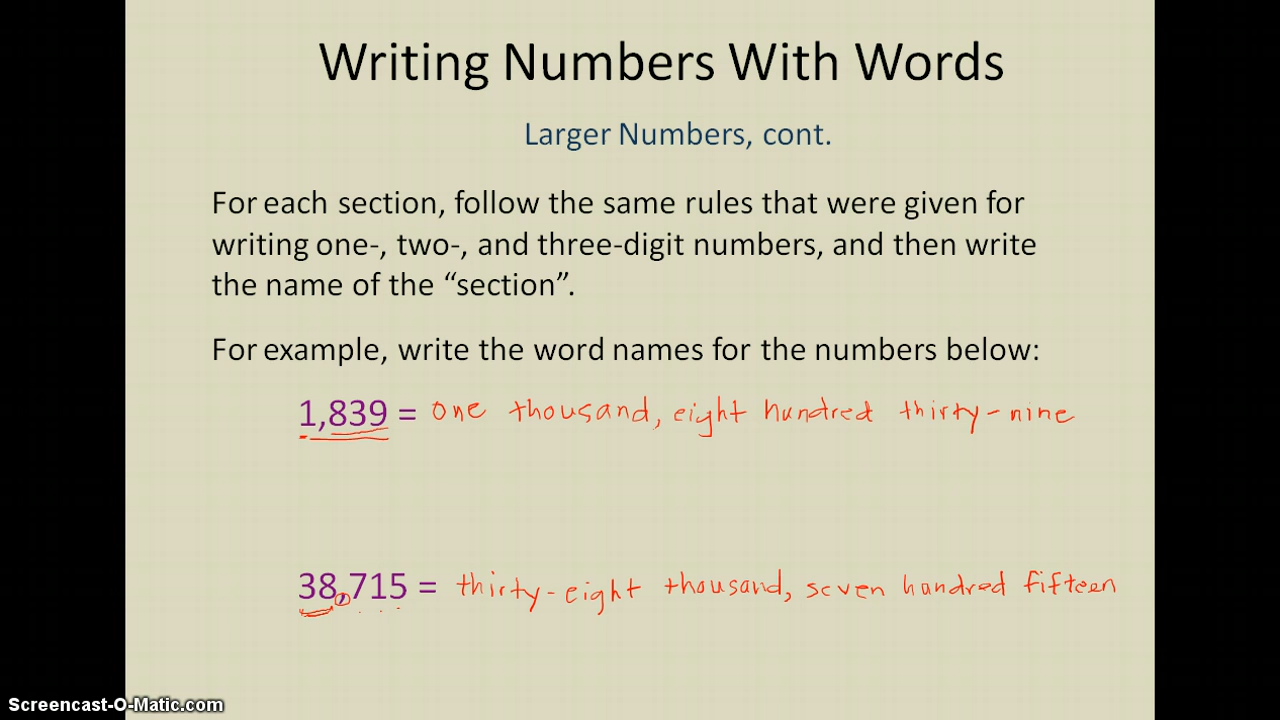 Writing Numbers With Words
Larger Numbers, cont.
For each section, follow the same rules that were given for
writing one-, two-, and three-digit numbers, and then write
the name of the “section”.
For example, write the word names for the numbers below:
1,839 = one thousand, eight hundred thirty-nine
38,715 = thirty-eight thousand, seven hundred fifteen
Screencast-O-Matic.com